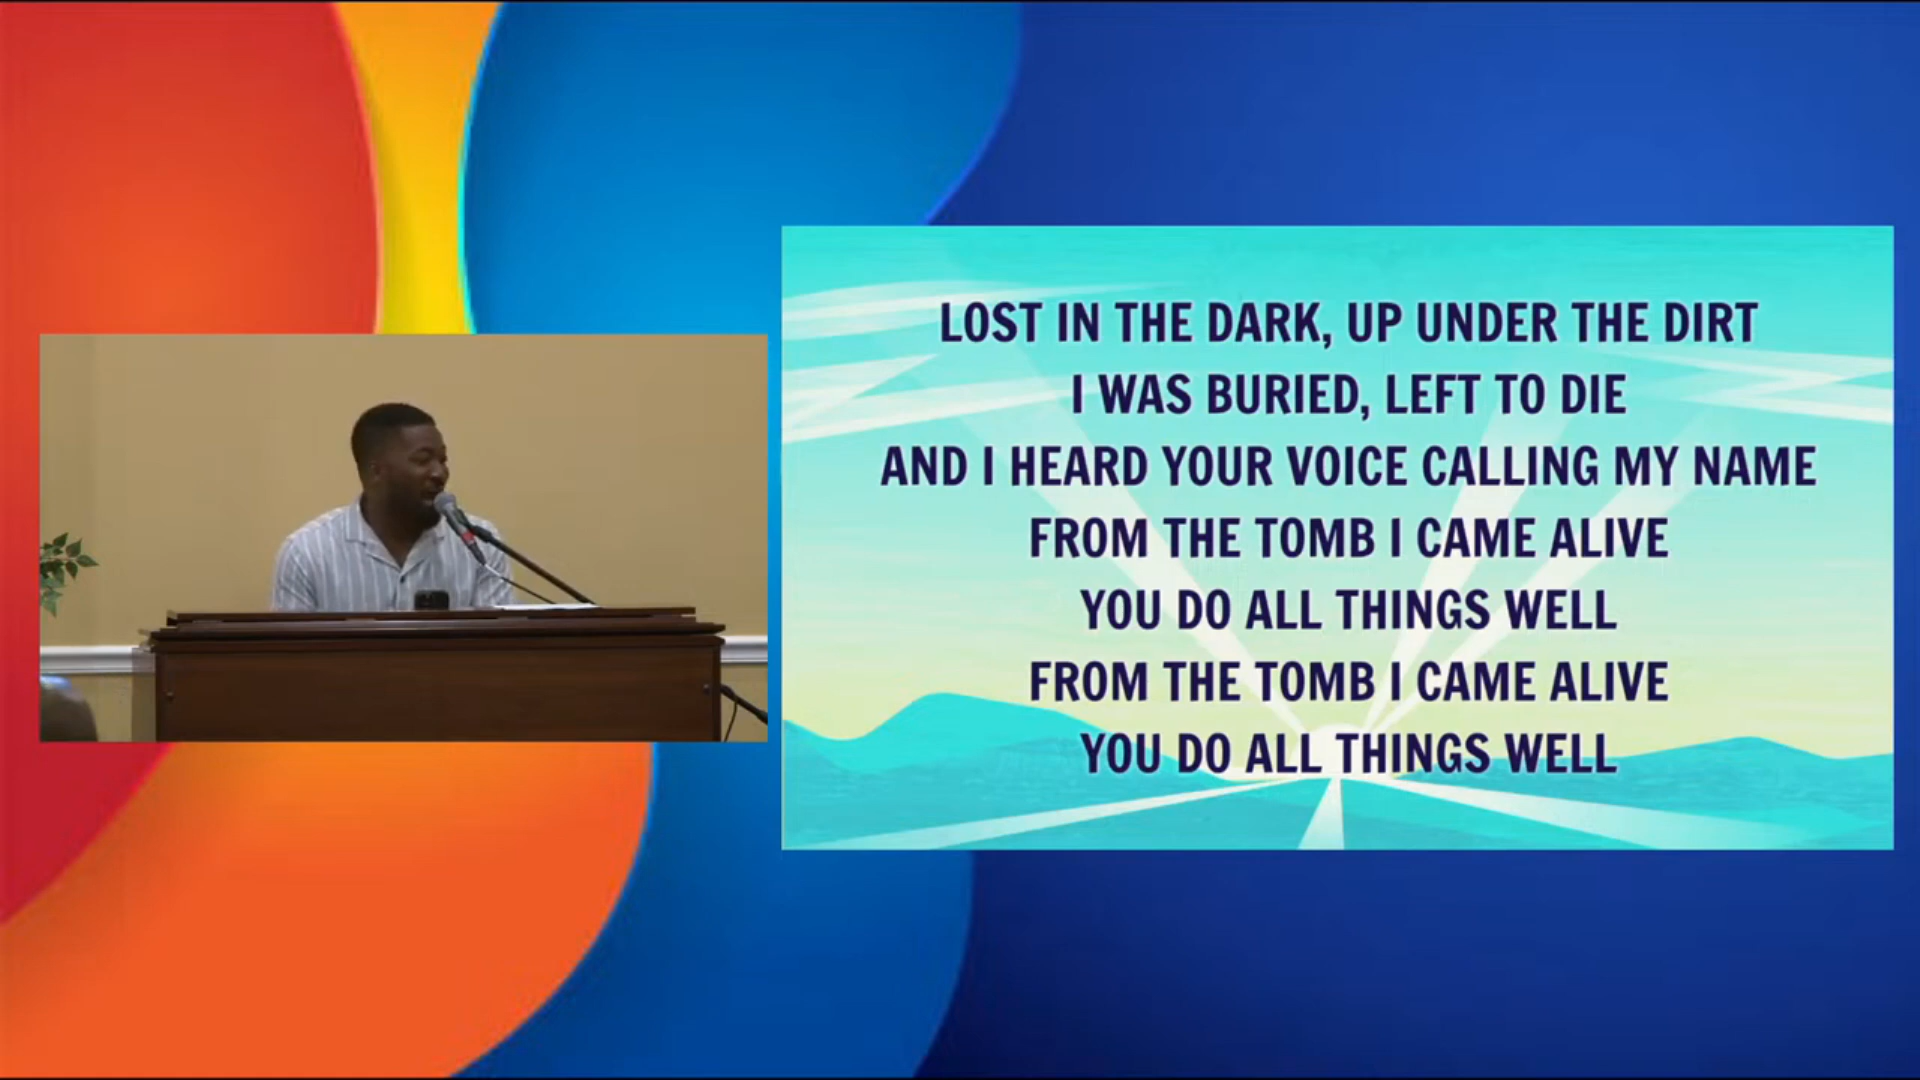 LOST IN THE DARK, UP UNDER THE DIRT
I WAS BURIED, LEFT TO DIE
AND I HEARD YOUR VOICE CALLING MY NAME
FROM THE TOMB I CAME ALIVE
YOU DO ALL THINGS WELL
FROM THE TOMB I CAME ALIVE
YOU DO ALL THINGS WELL